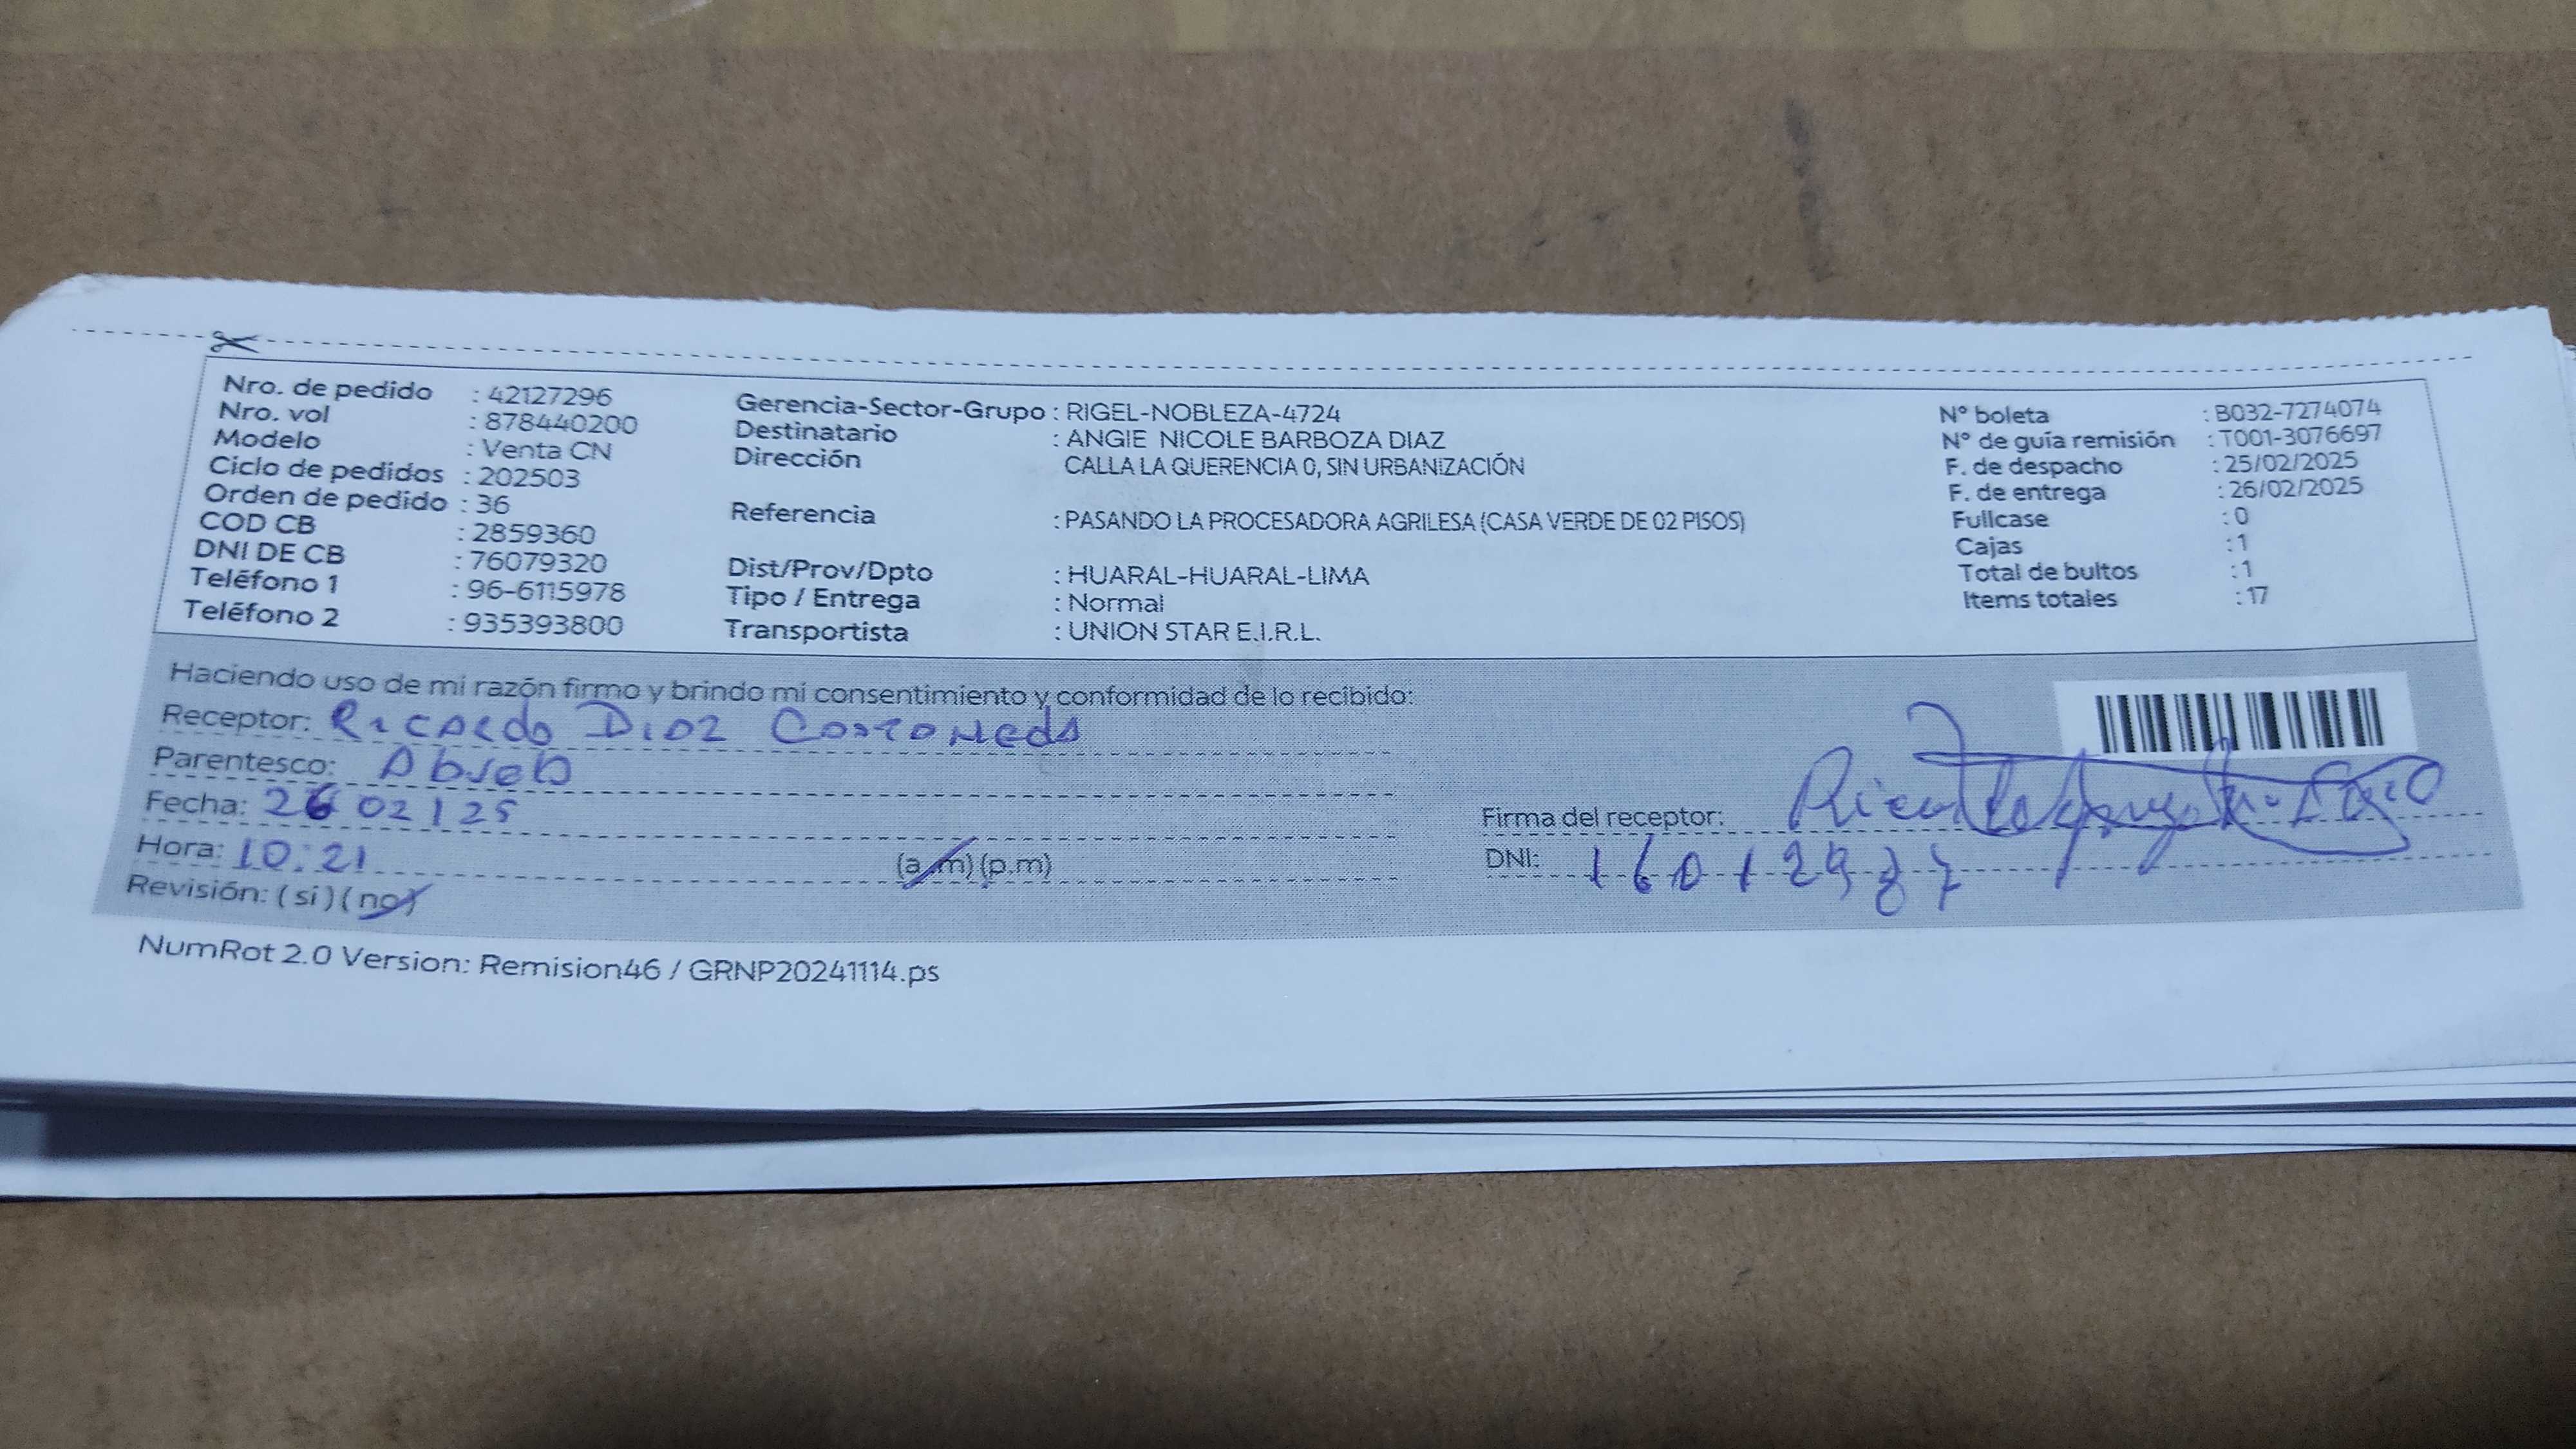 Nro. de pedido : 42127296
Nro. vol : 878440200
Modelo : Venta CN
Ciclo de pedidos : 202503
Orden de pedido : 36
COD CB : 2859360
DNI DE CB : 76079320
Teléfono 1 : 96-6115978
Teléfono 2 : 935393800
Gerencia-Sector-Grupo : RIGEL-NOBLEZA-4724
Destinatario : ANGIE NICOLE BARBOZA DIAZ
Dirección CALLA LA QUERENCIA 0, SIN URBANIZACIÓN
Referencia : PASANDO LA PROCESADORA AGRILESA (CASA VERDE DE 02 PISOS)
Dist/Prov/Dpto : HUARAL-HUARAL-LIMA
Tipo / Entrega : Normal
Transportista : UNION STAR E.I.R.L.
N° boleta : B032-7274074
N° de guía remisión : T001-3076697
F. de despacho : 25/02/2025
F. de entrega : 26/02/2025
Fullcase : 0
Cajas : 1
Total de bultos : 1
Items totales : 17
Haciendo uso de mi razón firmo y brindo mi consentimiento y conformidad de lo recibido:
Receptor: Ricardo Diaz Castañeda
Parentesco: Abuelo
Fecha: 26 02 | 25
Hora: 10:21 (a.m) (p.m)
Revisión: ( si ) ( no )
Firma del receptor:
DNI: 16012987
NumRot 2.0 Version: Remision46 / GRNP20241114.ps